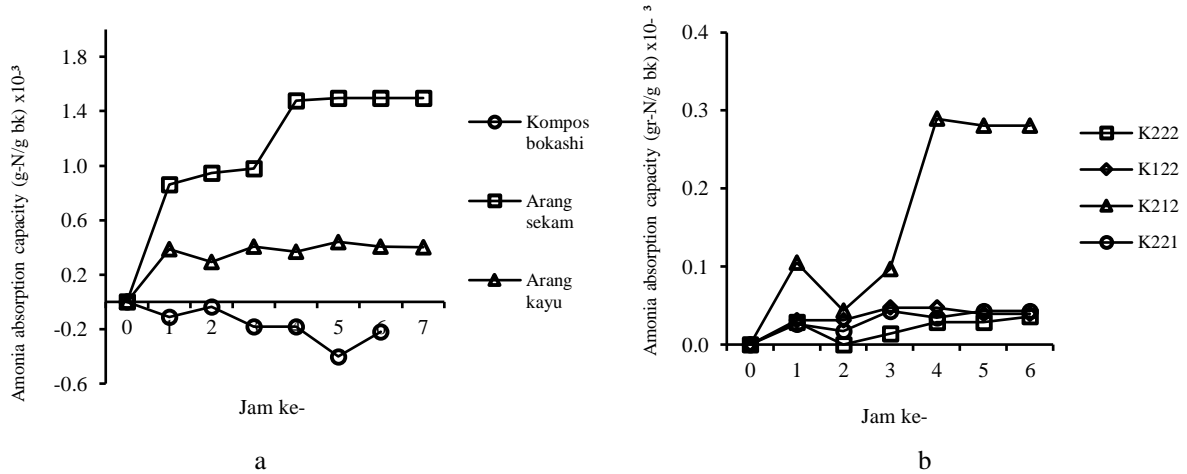 Amonia absorption capacity (g-N/g bk) x10-³
1.8
1.4
1.0
0.6
0.2
-0.2
-0.6
0 1 2 5 6 7
Jam ke-
Kompos
bokashi
Arang
sekam
Arang
kayu
a
Amonia absorption capacity (gr-N/g bk) x10- ³
0.4
0.3
0.2
0.1
0.0
0 1 2 3 4 5 6
Jam ke-
K222
K122
K212
K221
b